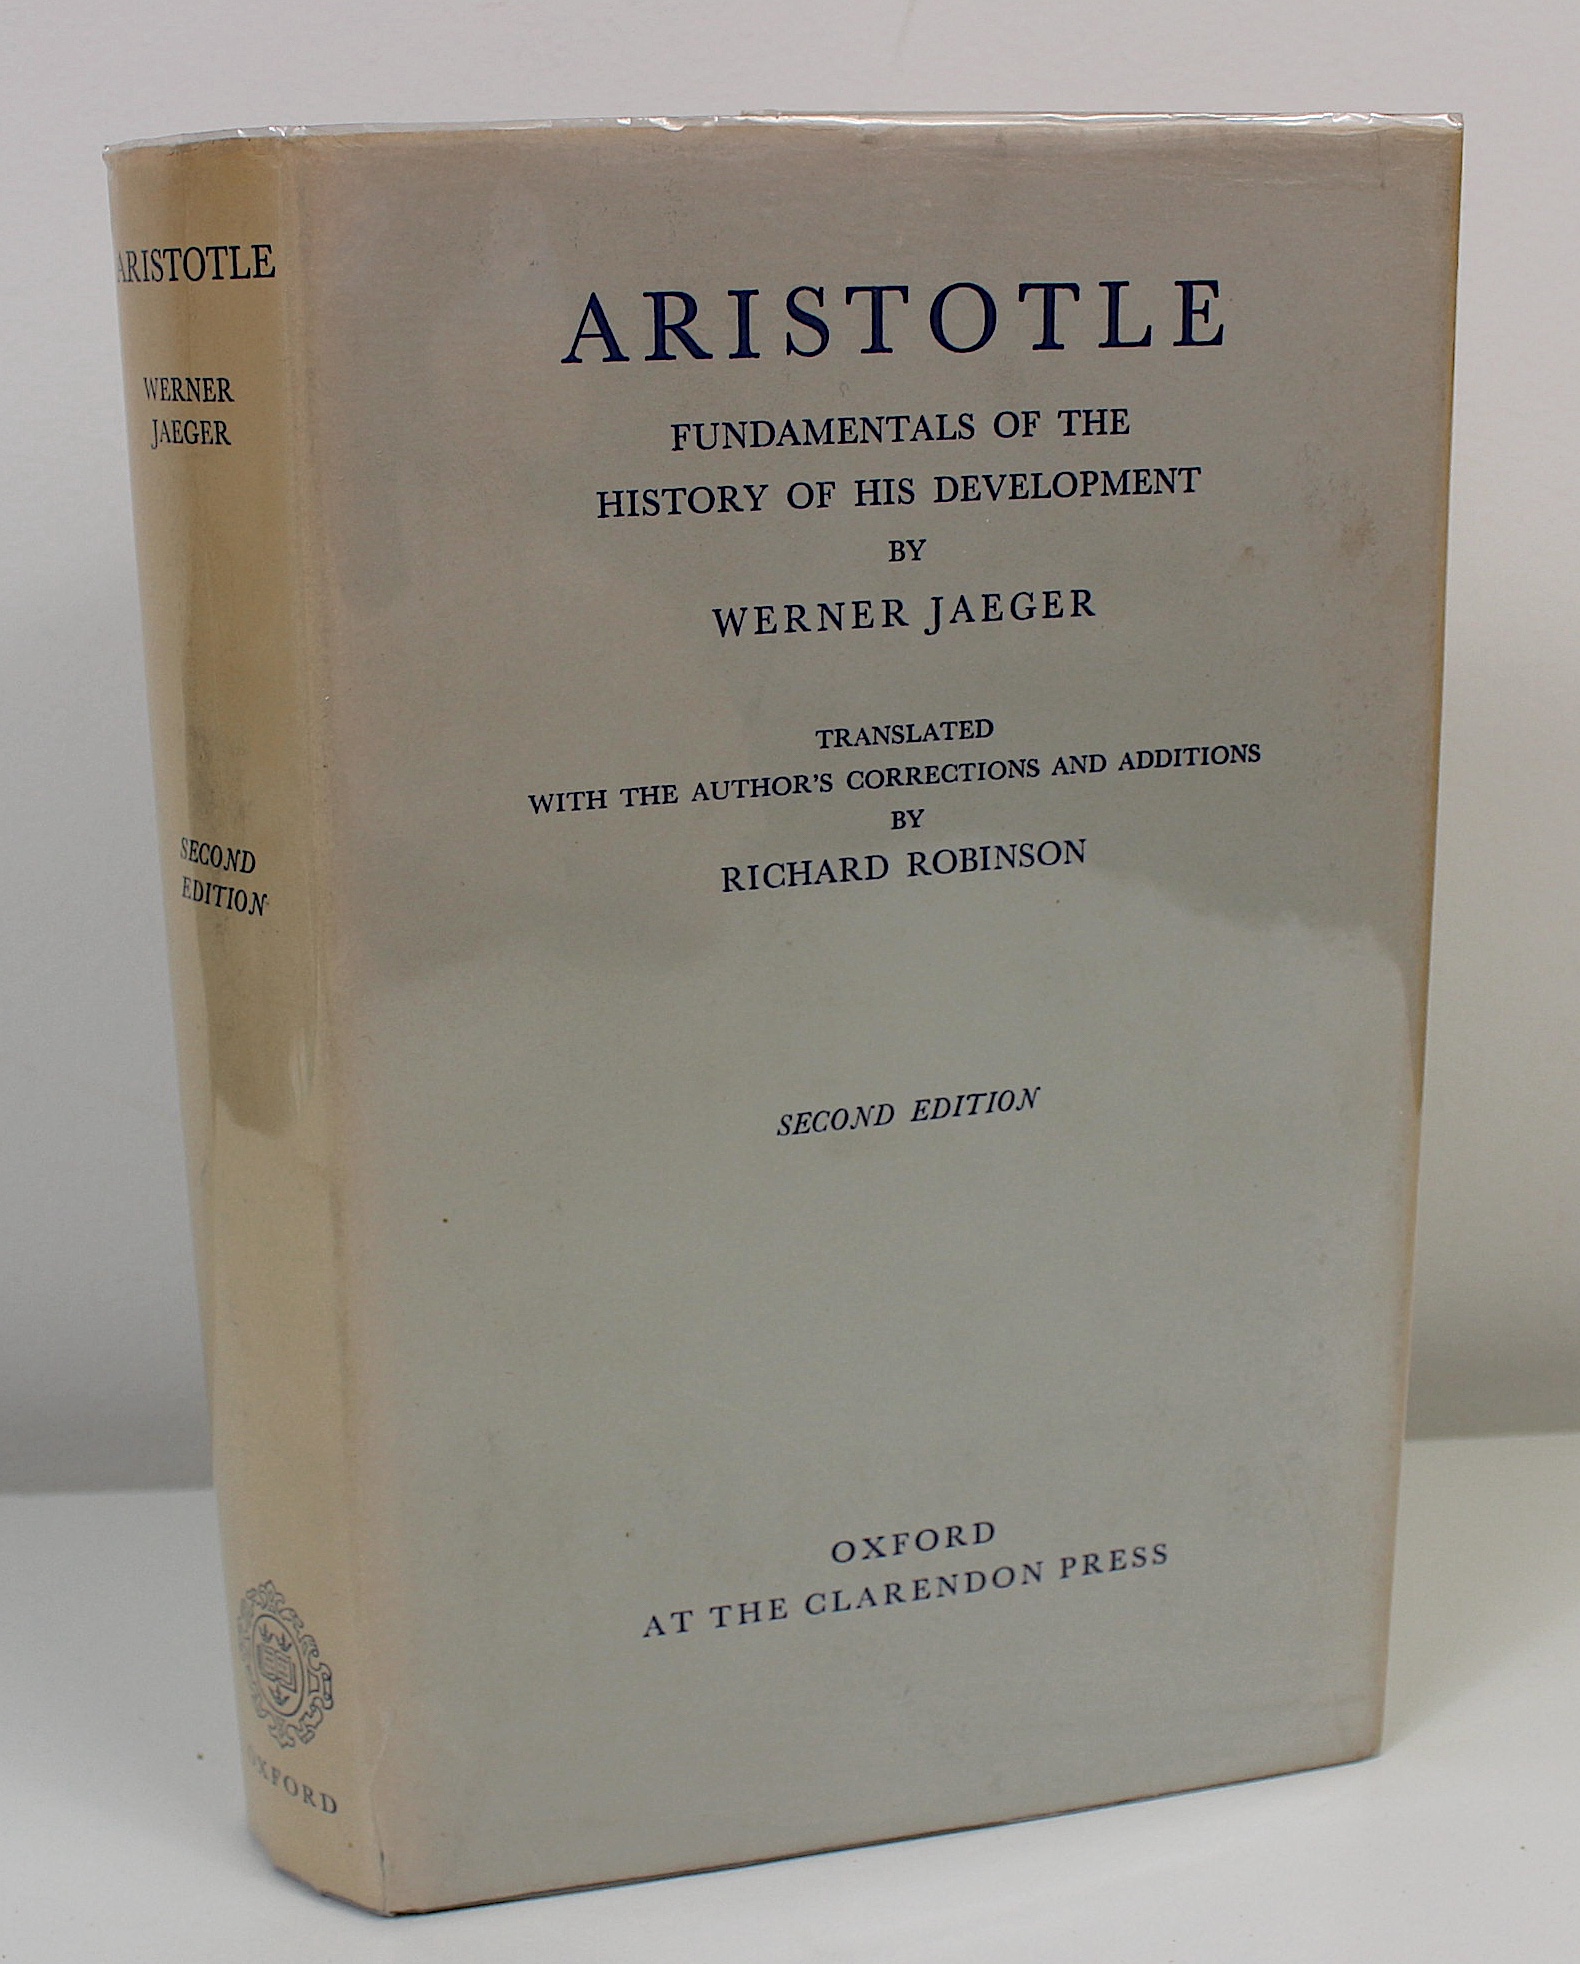 ARISTOTLE
WERNER
JAEGER
SECOND
EDITION
OXFORD
ARISTOTLE
FUNDAMENTALS OF THE
HISTORY OF HIS DEVELOPMENT
BY
WERNER JAEGER
TRANSLATED
WITH THE AUTHOR'S CORRECTIONS AND ADDITIONS
BY
RICHARD ROBINSON
SECOND EDITION
OXFORD
AT THE CLARENDON PRESS